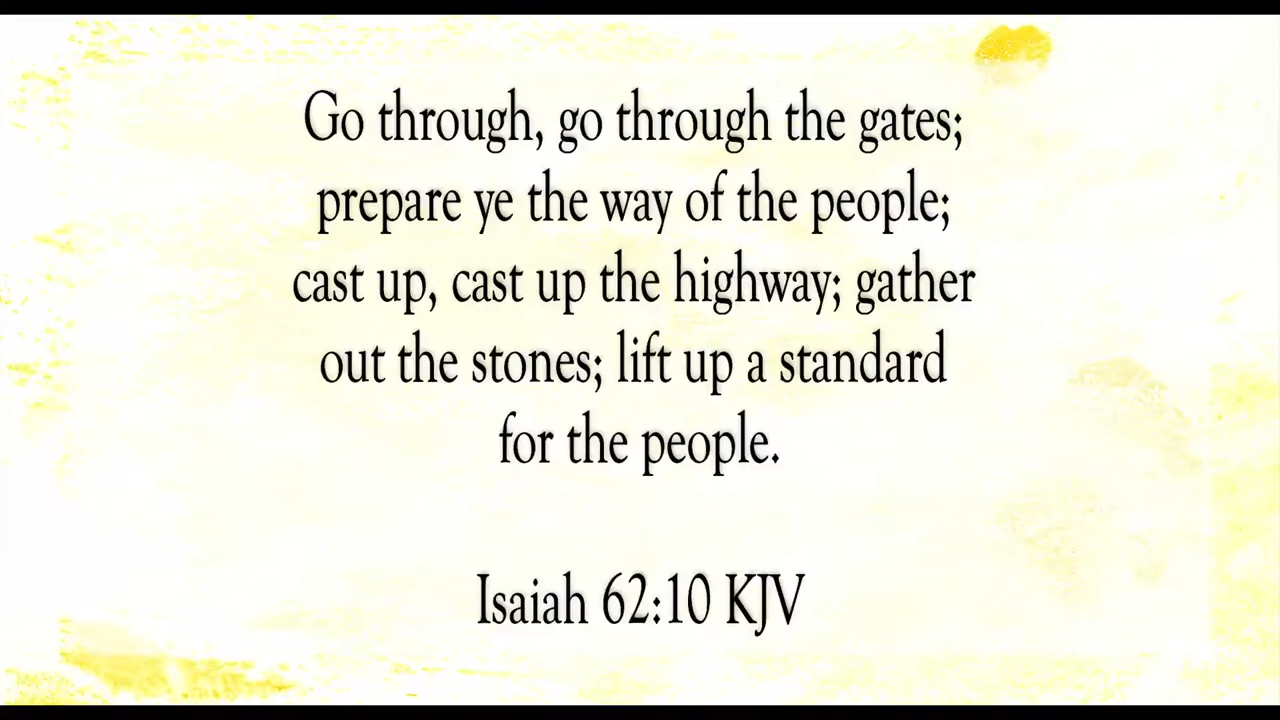 Go through, go through the gates;
prepare ye the way of the people;
cast up, cast up the highway; gather
out the stones; lift up a standard
for the people.
Isaiah 62:10 KJV